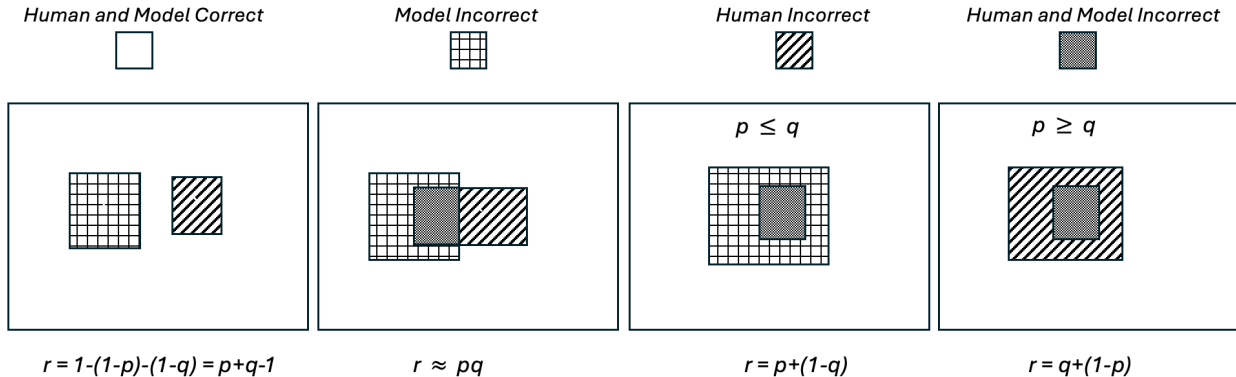 Human and Model Correct
Model Incorrect
Human Incorrect
Human and Model Incorrect
p ≤ q
p ≥ q
r = 1-(1-p)-(1-q) = p+q-1
r ≈ pq
r = p+(1-q)
r = q+(1-p)